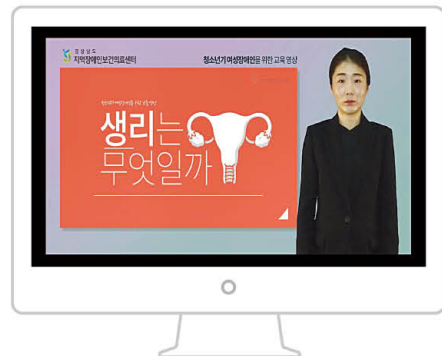 경상남도
지역장애인보건의료센터
청소년기 여성장애인을 위한 교육 영상
생리는
무엇일까